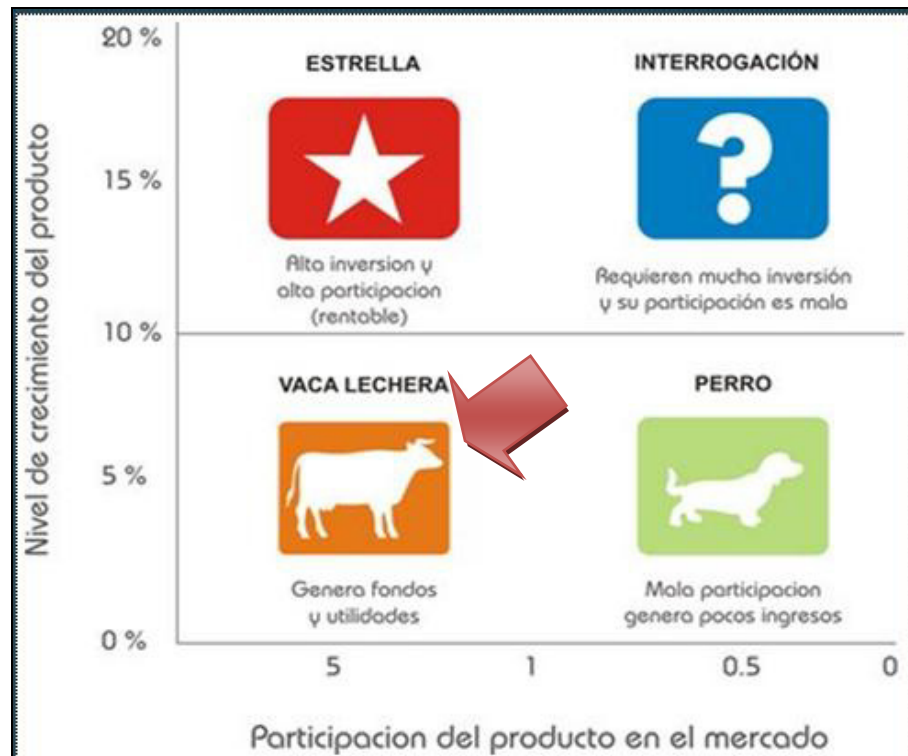 20 %
ESTRELLA
INTERROGACIÓN
?
15 %
Alta inversion y
alta participacion
(rentable)
Requieren mucha inversión
y su participación es mala
10 %
VACA LECHERA
PERRO
5 %
Genera fondos
y utilidades
Mala participacion
genera pocos ingresos
0 %
5
1
0.5
0
Nivel de crecimiento del producto
Participacion del producto en el mercado